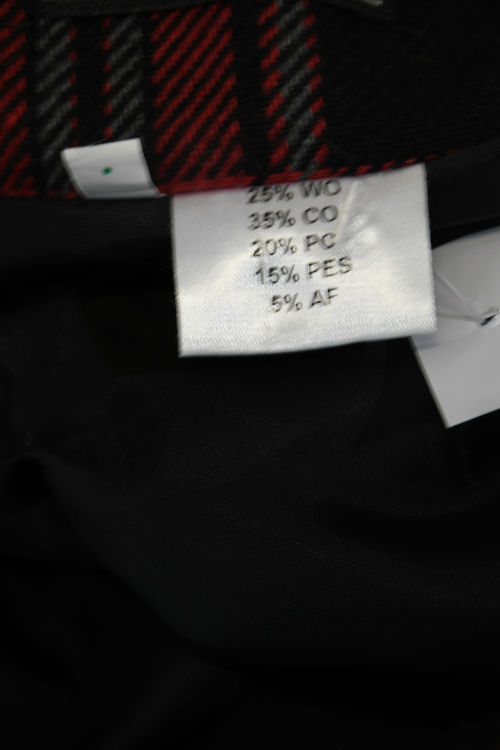 25% WO
35% CO
20% PC
15% PES
5% AF